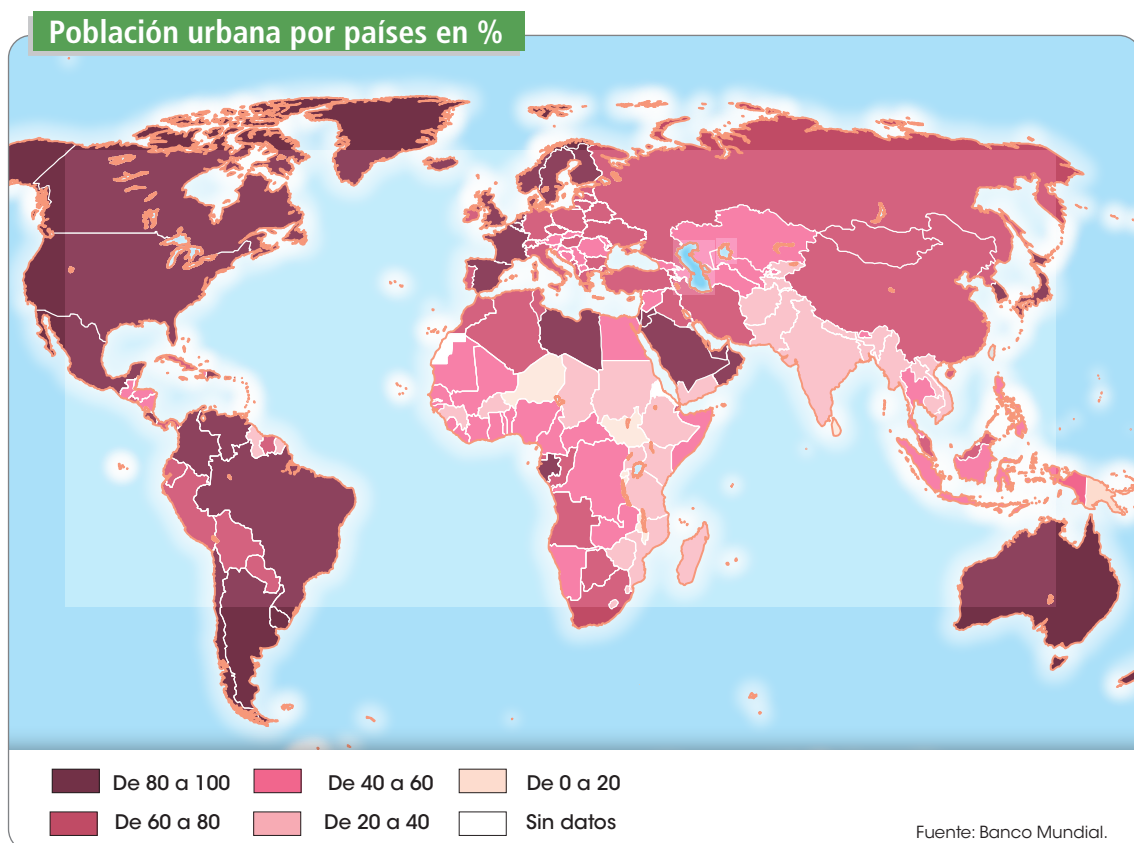 Población urbana por países en %
De 80 a 100
De 40 a 60
De 0 a 20
De 60 a 80
De 20 a 40
Sin datos
Fuente: Banco Mundial.